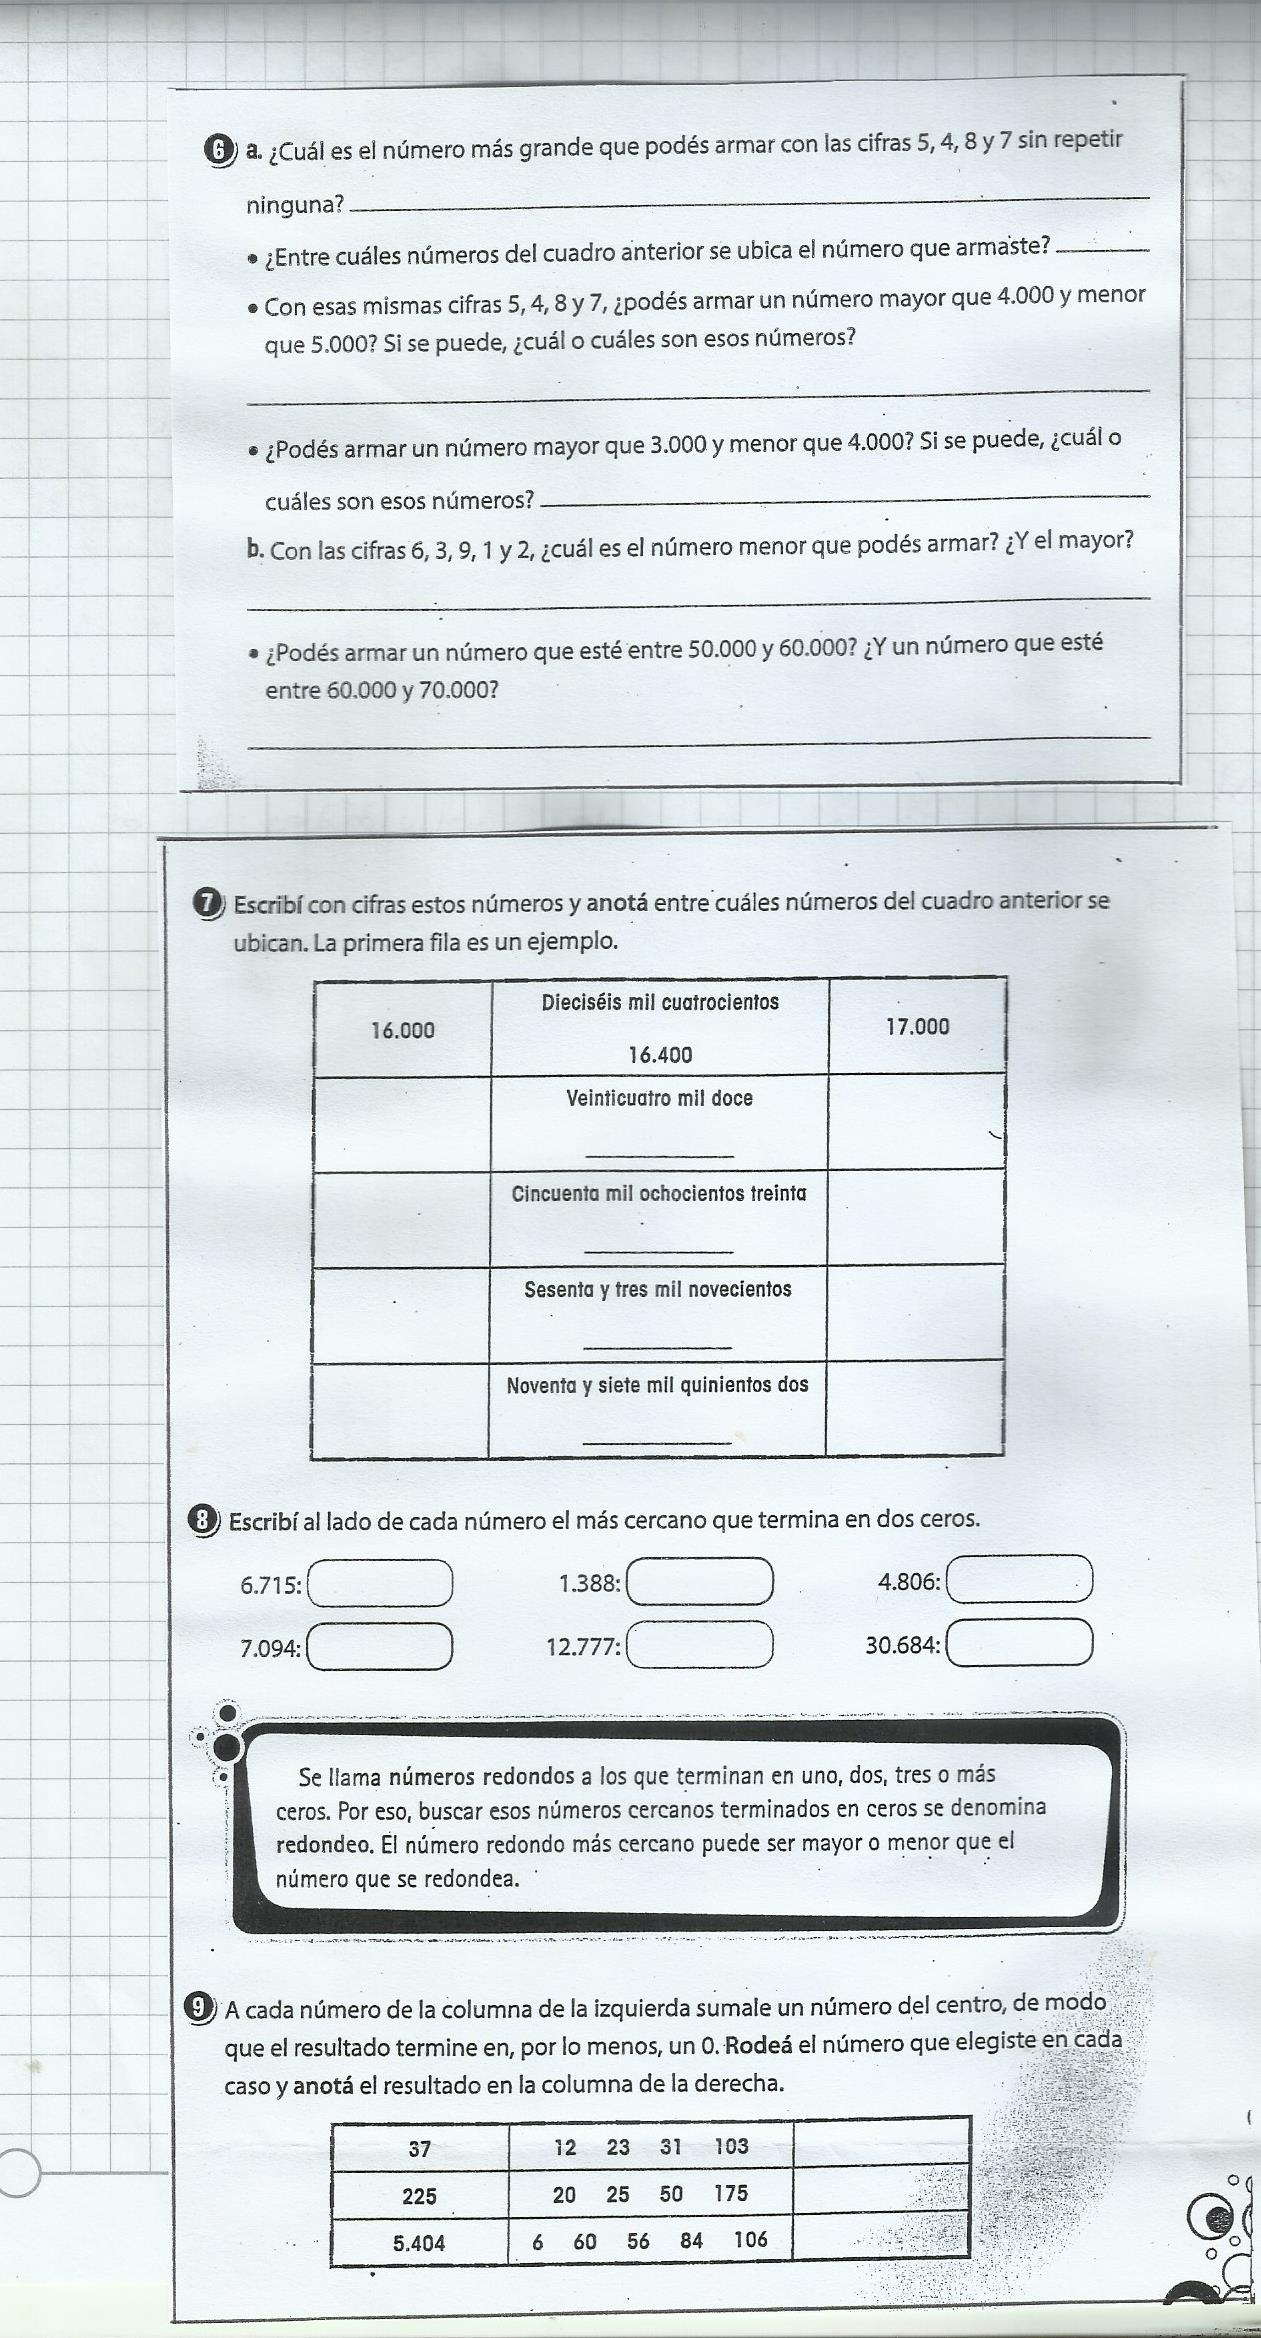 6 a. ¿Cuál es el número más grande que podés armar con las cifras 5, 4, 8 y 7 sin repetir
ninguna?
• ¿Entre cuáles números del cuadro anterior se ubica el número que armaste?
• Con esas mismas cifras 5, 4, 8 y 7, ¿podés armar un número mayor que 4.000 y menor
que 5.000? Si se puede, ¿cuál o cuáles son esos números?
• ¿Podés armar un número mayor que 3.000 y menor que 4.000? Si se puede, ¿cuál o
cuáles son esos números?
b. Con las cifras 6, 3, 9, 1 y 2, ¿cuál es el número menor que podés armar? ¿Y el mayor?
• ¿Podés armar un número que esté entre 50.000 y 60.000? ¿Y un número que esté
entre 60.000 y 70.000?
7 Escribí con cifras estos números y anotá entre cuáles números del cuadro anterior se
ubican. La primera fila es un ejemplo.
Dieciséis mil cuatrocientos
16.000 17.000
16.400
Veinticuatro mil doce
Cincuenta mil ochocientos treinta
Sesenta y tres mil novecientos
Noventa y siete mil quinientos dos
8 Escribí al lado de cada número el más cercano que termina en dos ceros.
6.715: 1.388: 4.806:
7.094: 12.777: 30.684:
Se llama números redondos a los que terminan en uno, dos, tres o más
ceros. Por eso, buscar esos números cercanos terminados en ceros se denomina
redondeo. El número redondo más cercano puede ser mayor o menor que el
número que se redondea.
9 A cada número de la columna de la izquierda sumale un número del centro, de modo
que el resultado termine en, por lo menos, un 0. Rodeá el número que elegiste en cada
caso y anotá el resultado en la columna de la derecha.
37 12 23 31 103
225 20 25 50 175
5.404 6 60 56 84 106